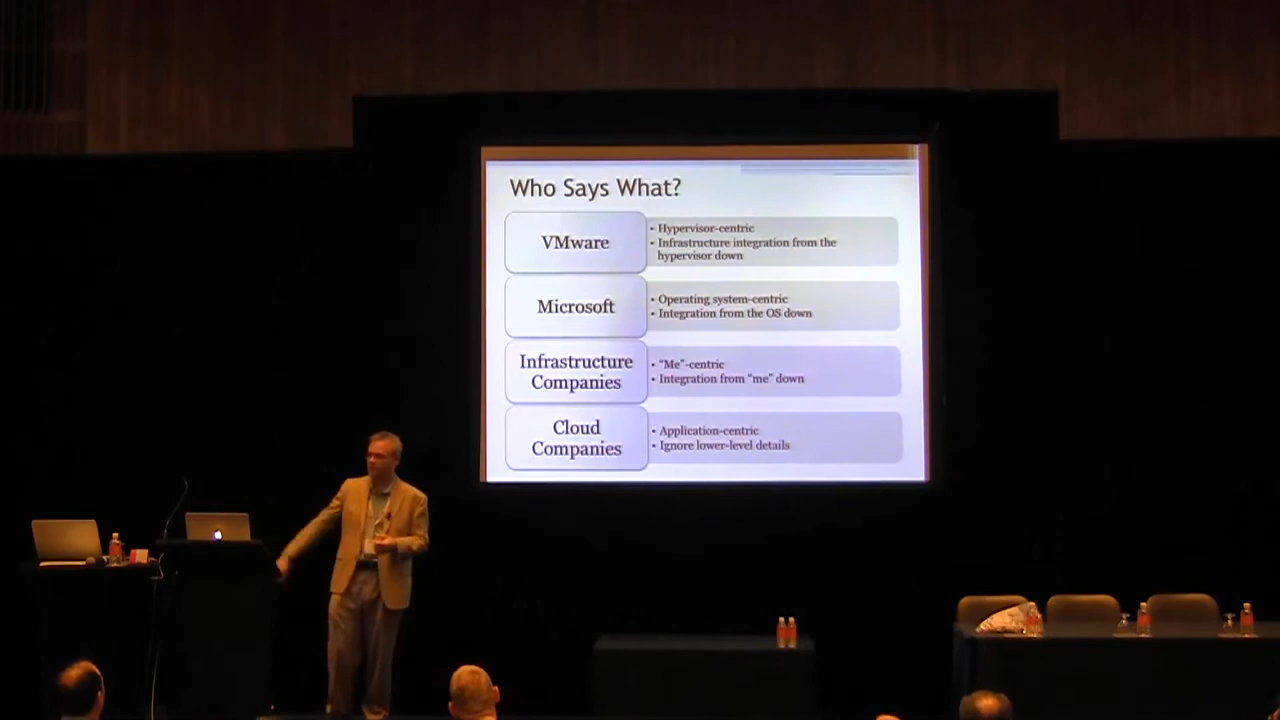 Who Says What?
VMware
• Hypervisor-centric
• Infrastructure integration from the
hypervisor down
Microsoft
• Operating system-centric
• Integration from the OS down
Infrastructure
Companies
• “Me”-centric
• Integration from “me” down
Cloud
Companies
• Application-centric
• Ignore lower-level details